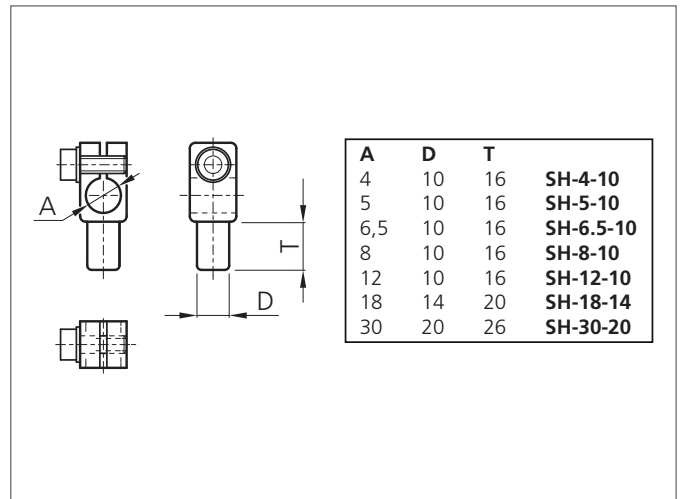 A
T
D
A D T
4 10 16 SH-4-10
5 10 16 SH-5-10
6,5 10 16 SH-6.5-10
8 10 16 SH-8-10
12 10 16 SH-12-10
18 14 20 SH-18-14
30 20 26 SH-30-20